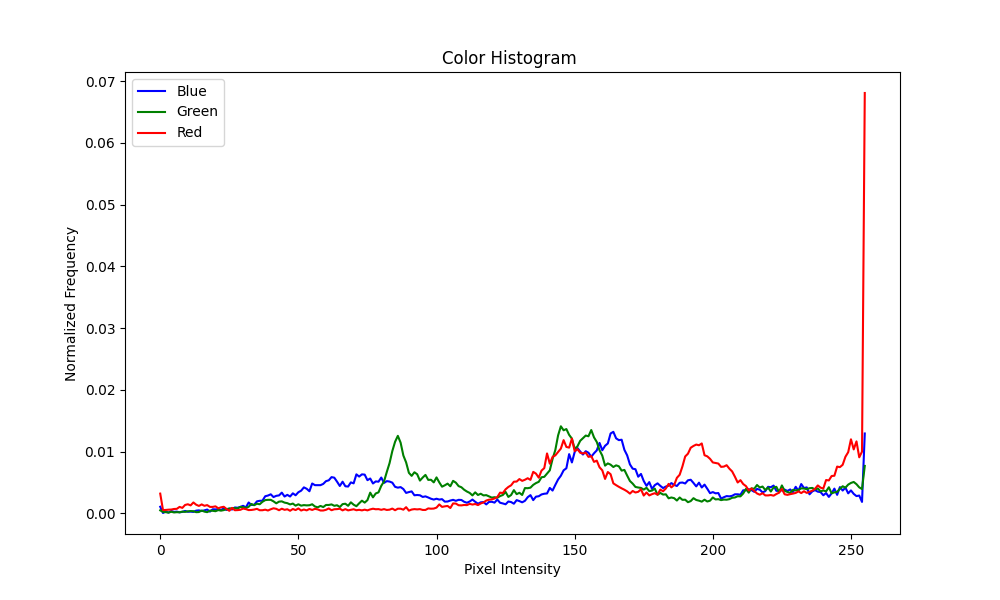 Color Histogram
Blue
Green
Red
0.07
0.06
0.05
0.04
0.03
0.02
0.01
0.00
Normalized Frequency
0 50 100 150 200 250
Pixel Intensity